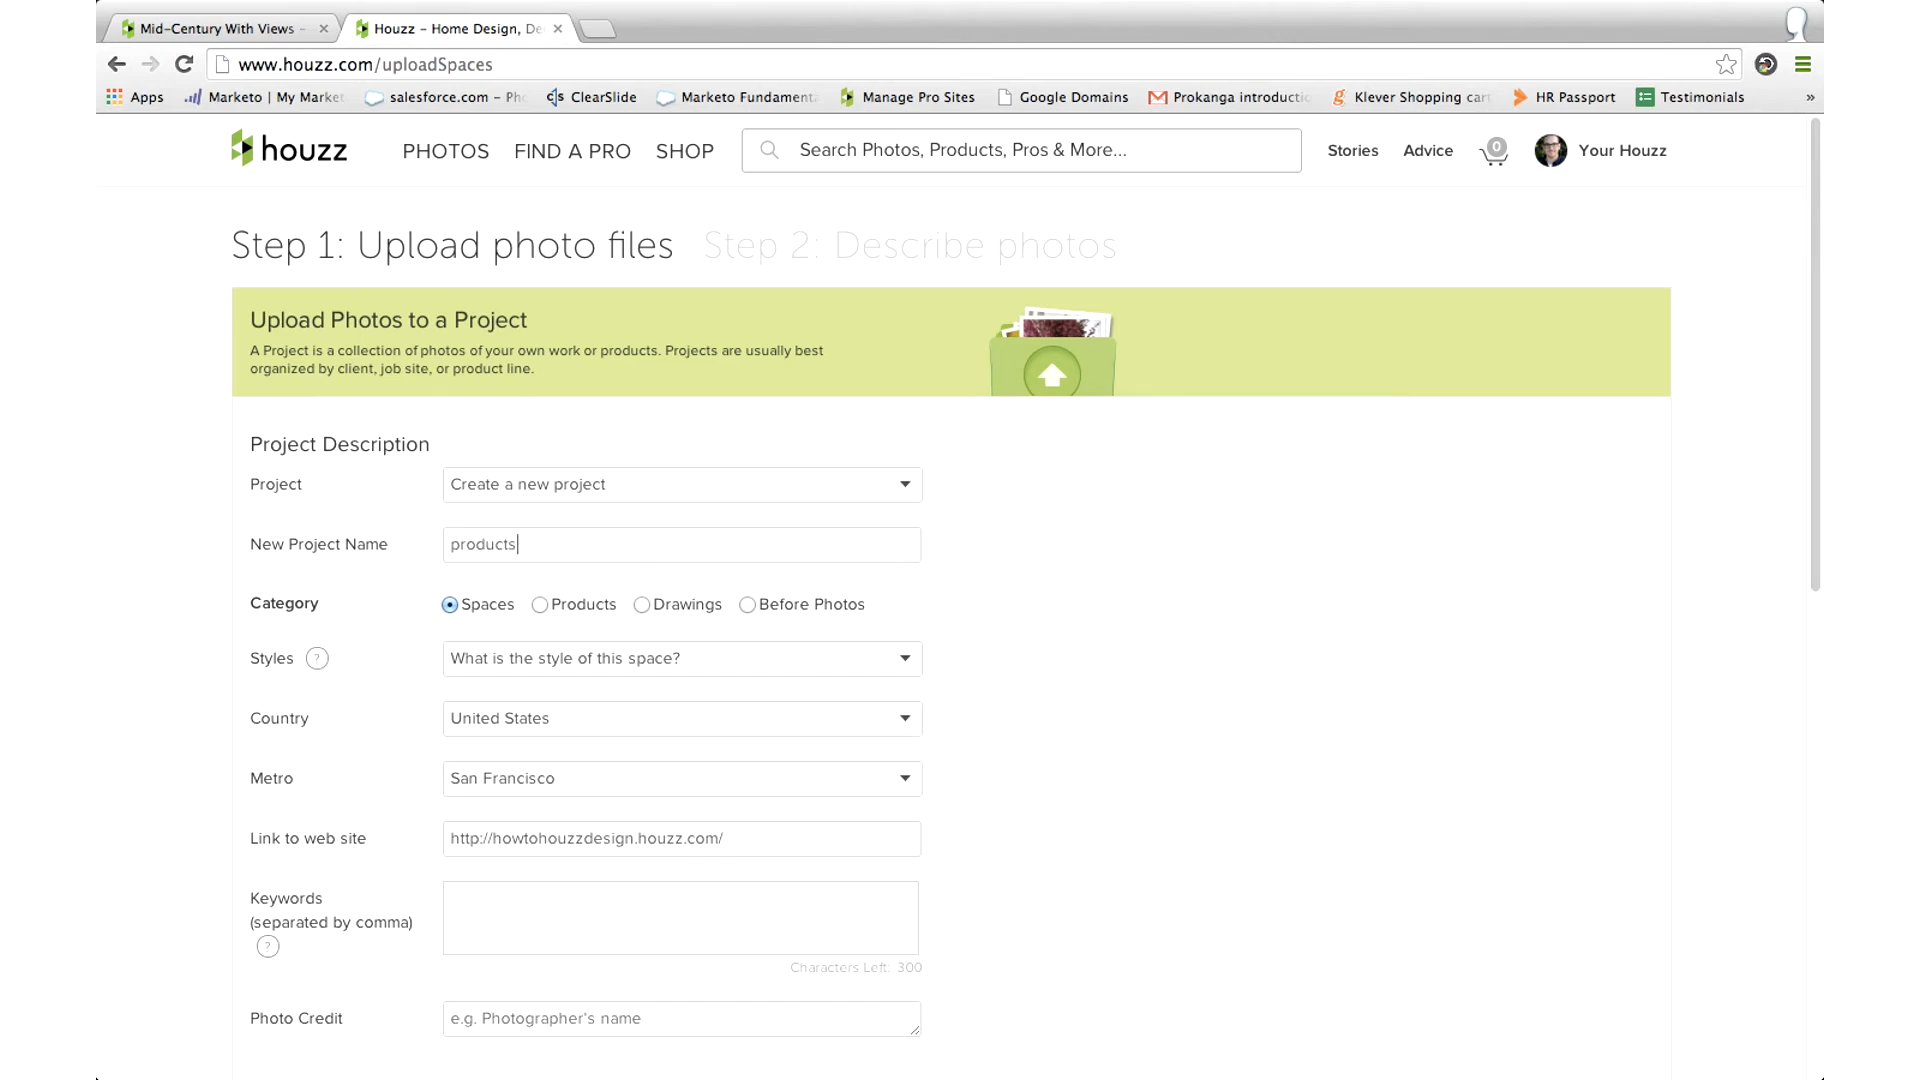 Mid-Century With Views -
Houzz - Home Design, De
www.houzz.com/uploadSpaces
Apps
Marketo | My Market
salesforce.com - Pho
ClearSlide
Marketo Fundamenta
Manage Pro Sites
Google Domains
Prokanga introductio
Klever Shopping cart
HR Passport
Testimonials
»
houzz
PHOTOS
FIND A PRO
SHOP
Search Photos, Products, Pros & More...
Stories
Advice
0
Your Houzz
Step 1: Upload photo files
Step 2: Describe photos
Upload Photos to a Project
A Project is a collection of photos of your own work or products. Projects are usually best
organized by client, job site, or product line.
Project Description
Project
Create a new project
New Project Name
products
Category
Spaces
Products
Drawings
Before Photos
Styles ?
What is the style of this space?
Country
United States
Metro
San Francisco
Link to web site
http://howtohouzzdesign.houzz.com/
Keywords
(separated by comma)
?
Characters Left: 300
Photo Credit
e.g. Photographer's name